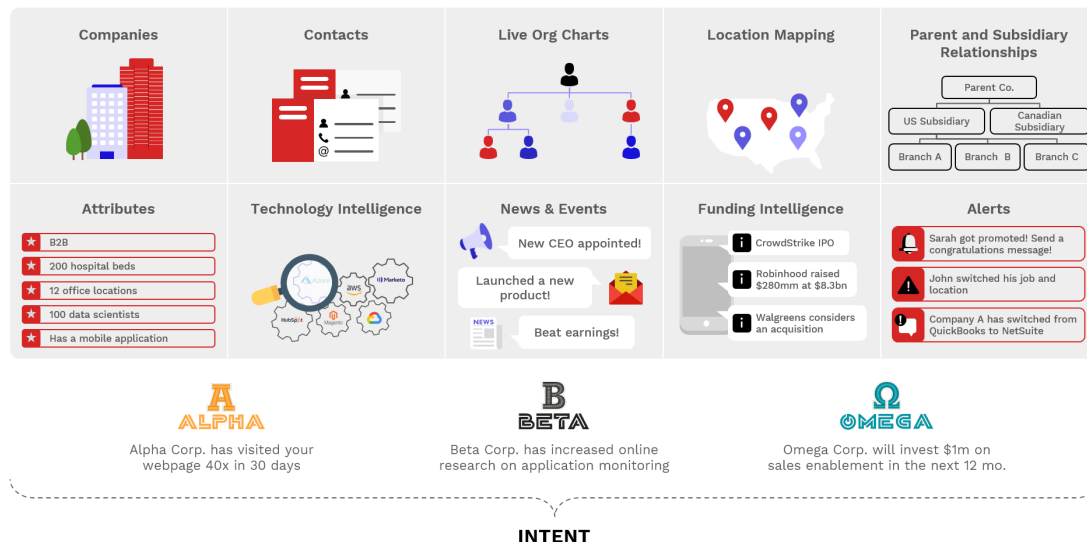 Companies
Contacts
Live Org Charts
Location Mapping
Parent and Subsidiary
Relationships
@
Parent Co.
US Subsidiary
Canadian
Subsidiary
Branch A
Branch B
Branch C
Attributes
B2B
200 hospital beds
12 office locations
100 data scientists
Has a mobile application
Technology Intelligence
Azure
aws
Marketo
HubSpot
Magento
News & Events
New CEO appointed!
Launched a new
product!
NEWS
Beat earnings!
Funding Intelligence
i CrowdStrike IPO
i Robinhood raised
$280mm at $8.3bn
i Walgreens considers
an acquisition
Alerts
Sarah got promoted! Send a
congratulations message!
John switched his job and
location
Company A has switched from
QuickBooks to NetSuite
A
ALPHA
Alpha Corp. has visited your
webpage 40x in 30 days
B
BETA
Beta Corp. has increased online
research on application monitoring
Ω
OMEGA
Omega Corp. will invest $1m on
sales enablement in the next 12 mo.
INTENT